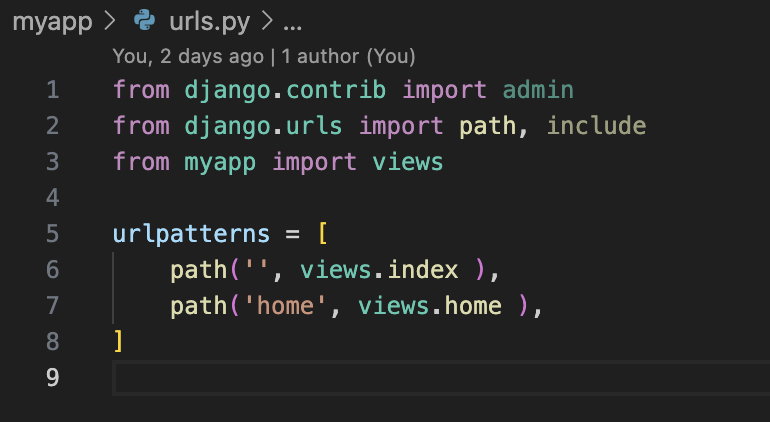 myapp > urls.py > ...
You, 2 days ago | 1 author (You)
1 from django.contrib import admin
2 from django.urls import path, include
3 from myapp import views
4
5 urlpatterns = [
6     path('', views.index ),
7     path('home', views.home ),
8 ]
9